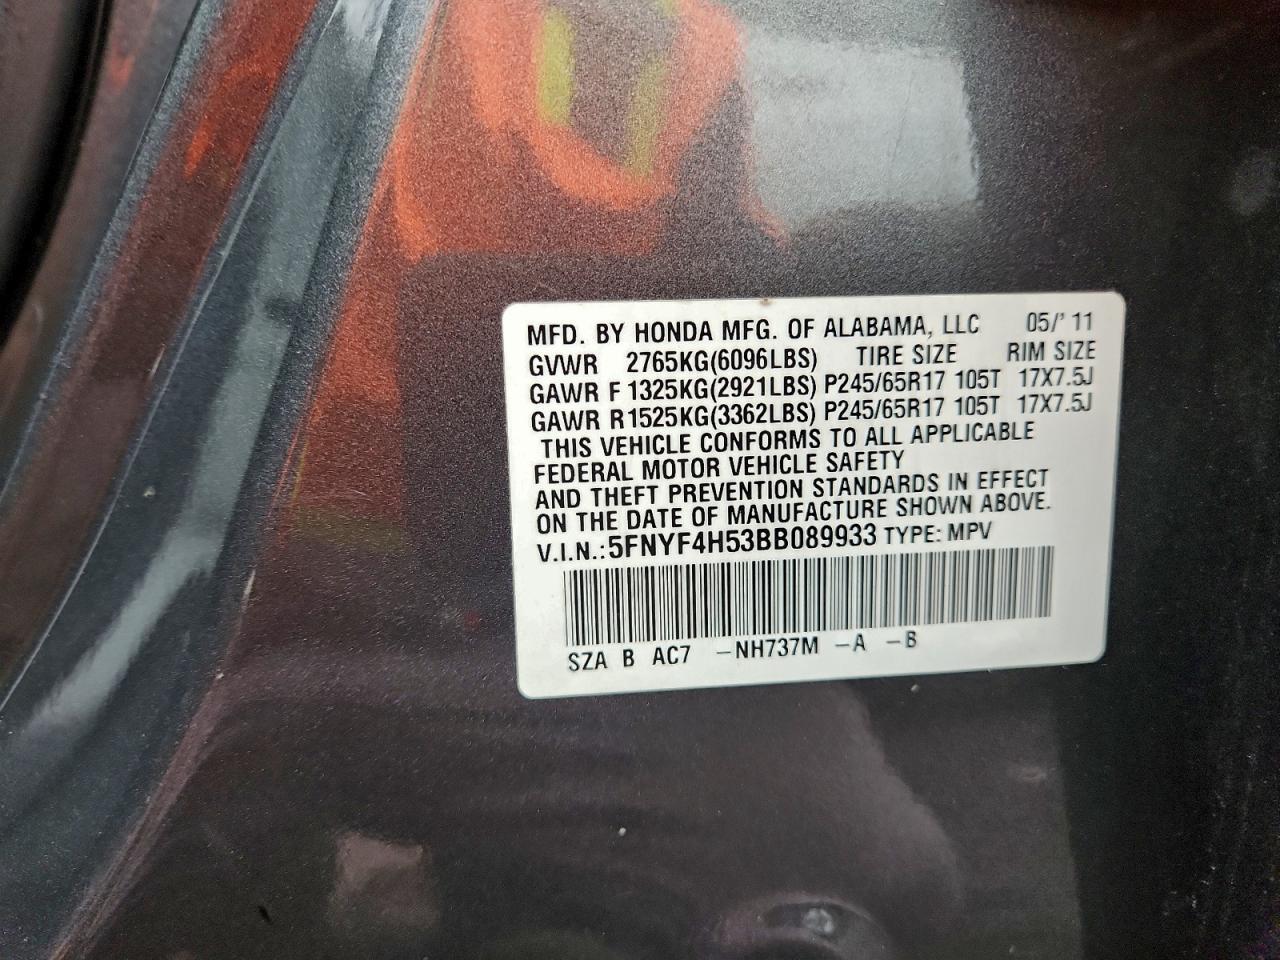 MFD. BY HONDA MFG. OF ALABAMA, LLC 05/'11
GVWR 2765KG(6096LBS) TIRE SIZE RIM SIZE
GAWR F 1325KG(2921LBS) P245/65R17 105T 17X7.5J
GAWR R 1525KG(3362LBS) P245/65R17 105T 17X7.5J
THIS VEHICLE CONFORMS TO ALL APPLICABLE
FEDERAL MOTOR VEHICLE SAFETY
AND THEFT PREVENTION STANDARDS IN EFFECT
ON THE DATE OF MANUFACTURE SHOWN ABOVE.
V.I.N.: 5FNYF4H53BB089933 TYPE: MPV
SZA B AC7 -NH737M -A -B